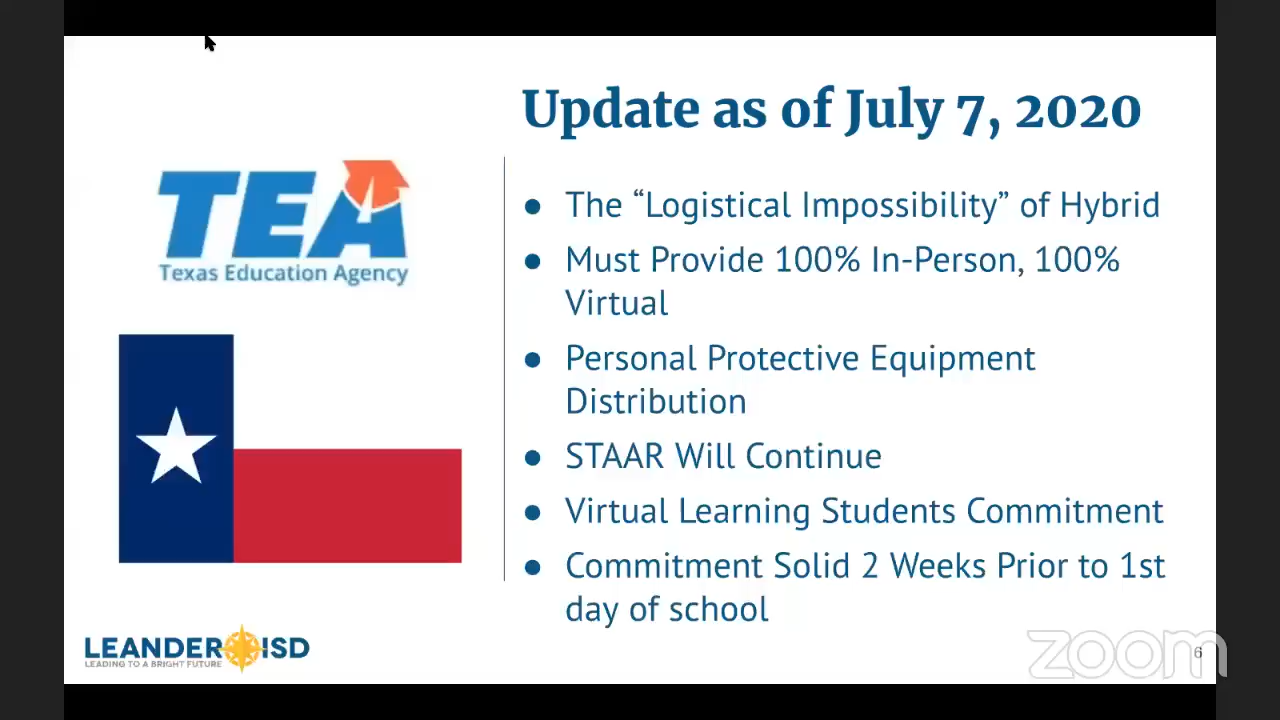 Update as of July 7, 2020
TEA
Texas Education Agency
● The “Logistical Impossibility” of Hybrid
● Must Provide 100% In-Person, 100%
Virtual
● Personal Protective Equipment
Distribution
● STAAR Will Continue
● Virtual Learning Students Commitment
● Commitment Solid 2 Weeks Prior to 1st
day of school
LEANDER ISD
LEADING TO A BRIGHT FUTURE
zoom
6